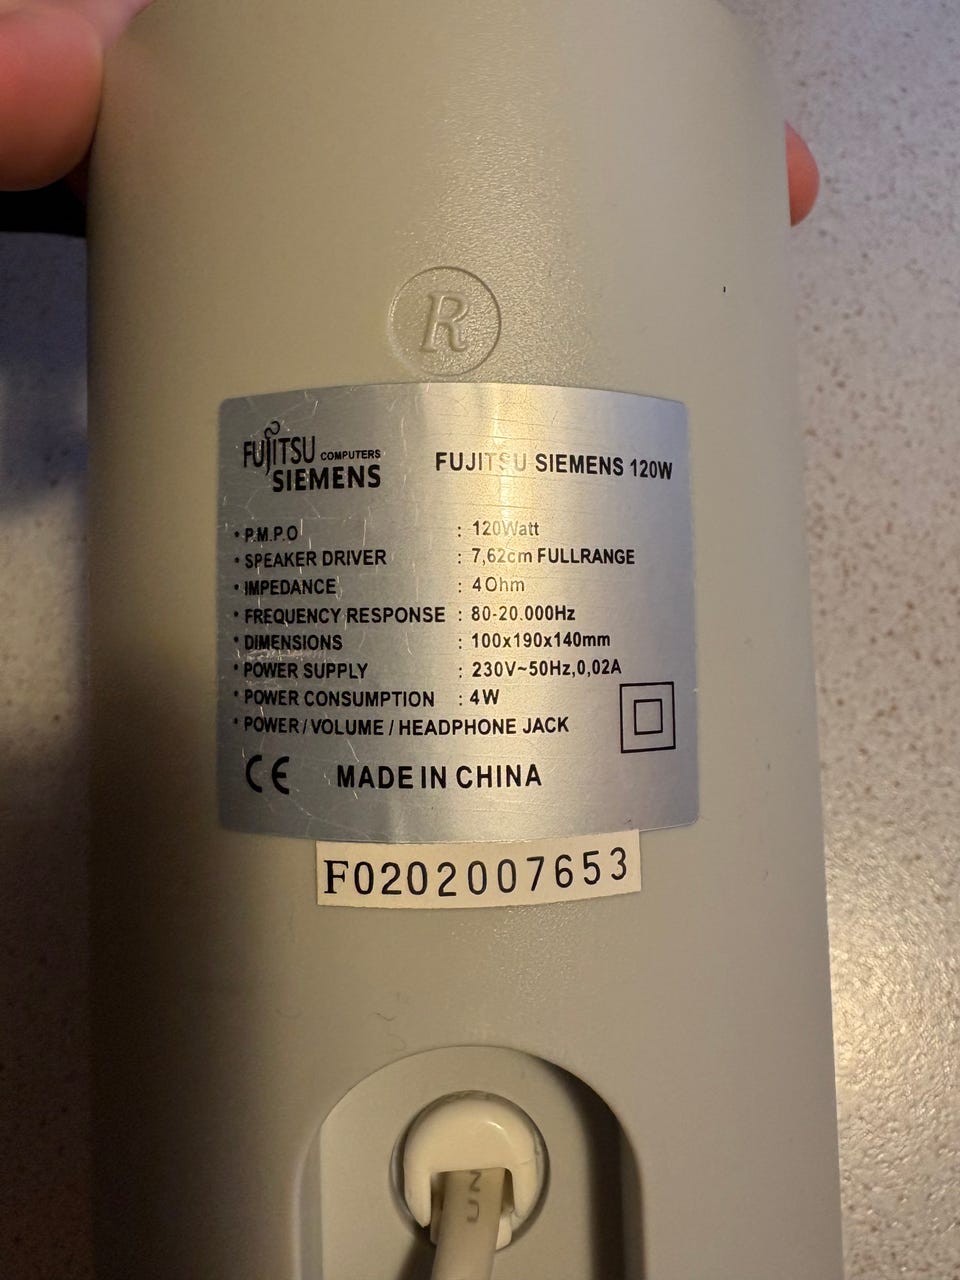 R
FUJITSU COMPUTERS
SIEMENS
FUJITSU SIEMENS 120W
• P.M.P.O : 120Watt
• SPEAKER DRIVER : 7,62cm FULLRANGE
• IMPEDANCE : 4Ohm
• FREQUENCY RESPONSE : 80-20.000Hz
• DIMENSIONS : 100x190x140mm
• POWER SUPPLY : 230V~50Hz,0,02A
• POWER CONSUMPTION : 4W
• POWER / VOLUME / HEADPHONE JACK
CE MADE IN CHINA
F0202007653